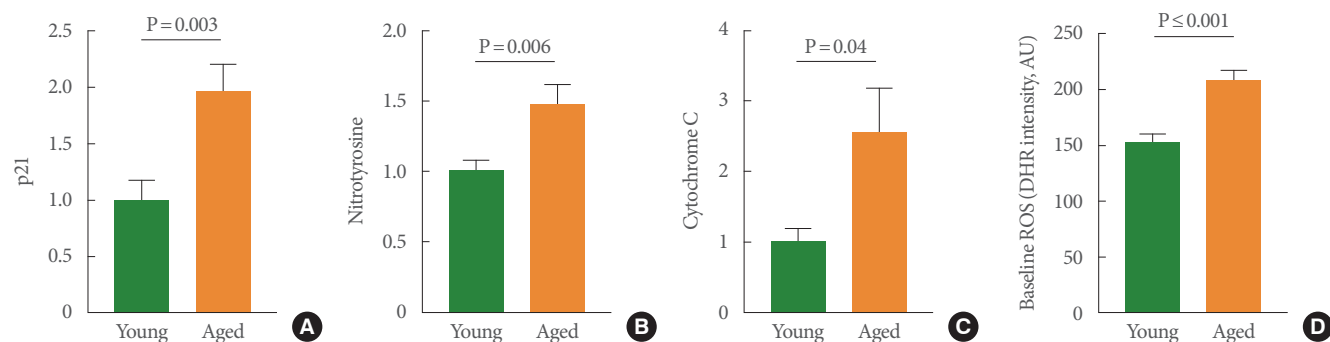 p21
2.5
2.0
1.5
1.0
0.5
0
P=0.003
Young Aged
A
Nitrotyrosine
2.0
1.5
1.0
0.5
0
P=0.006
Young Aged
B
Cytochrome C
4
3
2
1
0
P=0.04
Young Aged
C
Baseline ROS (DHR intensity, AU)
250
200
150
100
50
0
P≤0.001
Young Aged
D